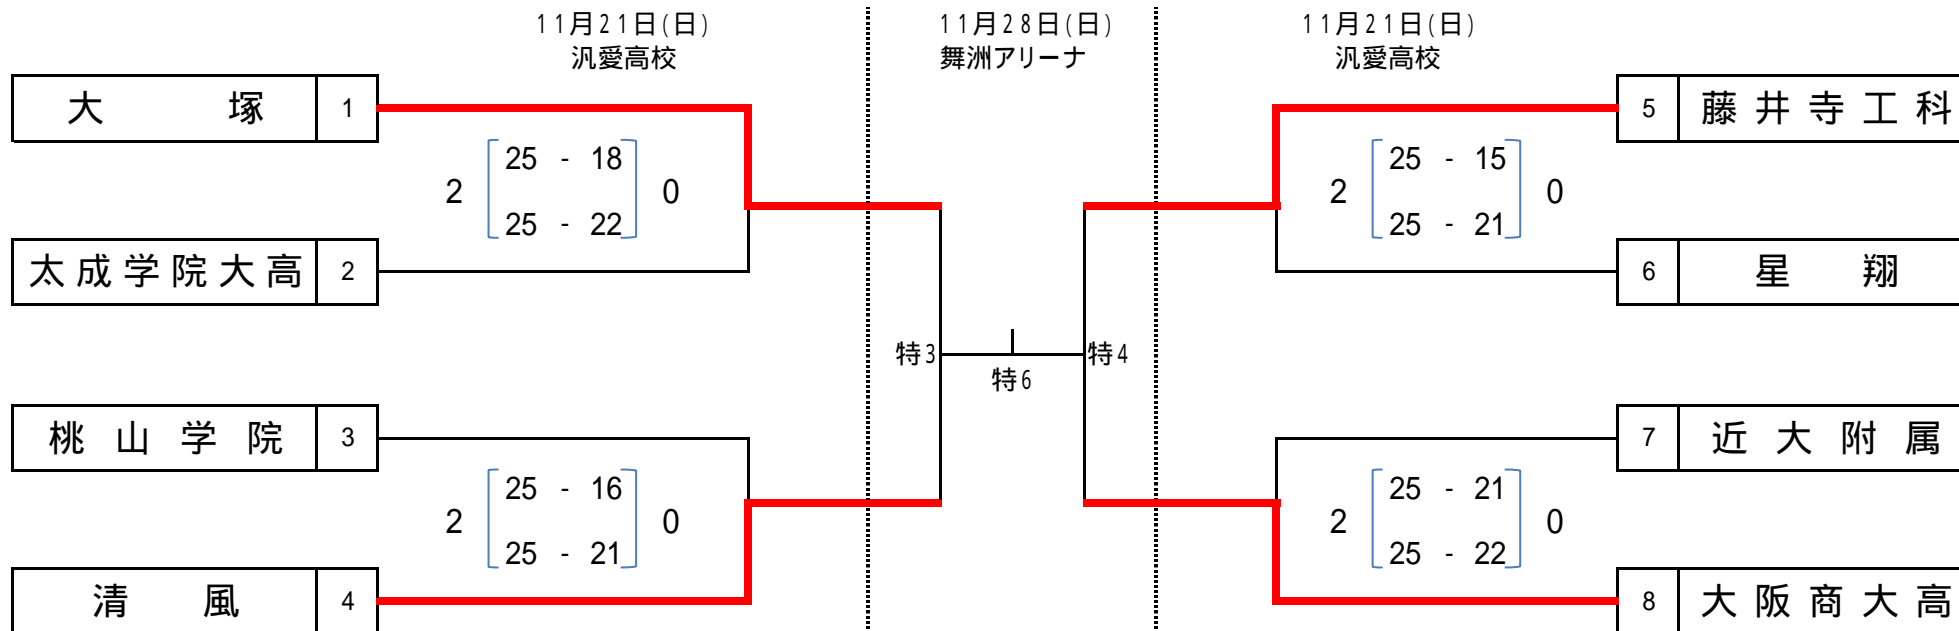 11月21日(日)
汎愛高校
11月28日(日)
舞洲アリーナ
11月21日(日)
汎愛高校
大塚 1
2 25 - 18 0
25 - 22
太成学院大高 2
桃山学院 3
2 25 - 16 0
25 - 21
清風 4
特3
特6
特4
5 藤井寺工科
2 25 - 15 0
25 - 21
6 星翔
7 近大附属
2 25 - 21 0
25 - 22
8 大阪商大高